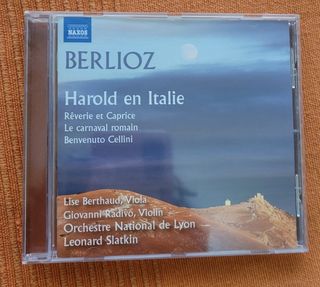 NAXOS
BERLIOZ
Harold en Italie
Rêverie et Caprice
Le carnaval romain
Benvenuto Cellini
Lise Berthaud, Viola
Giovanni Radivo, Violin
Orchestre National de Lyon
Leonard Slatkin